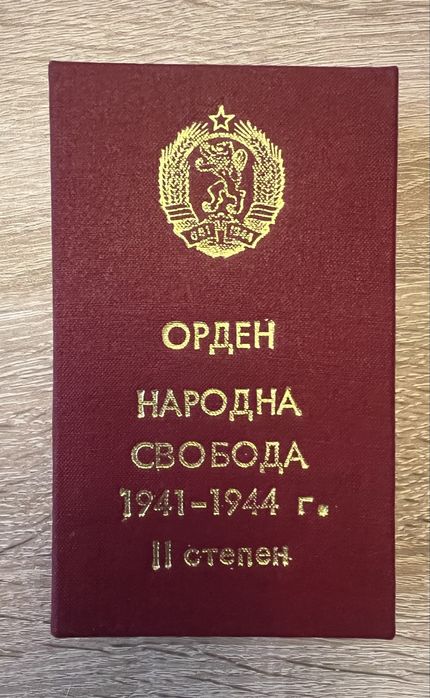 681 1944
ОРДЕН
НАРОДНА
СВОБОДА
1941-1944 г.
II степен